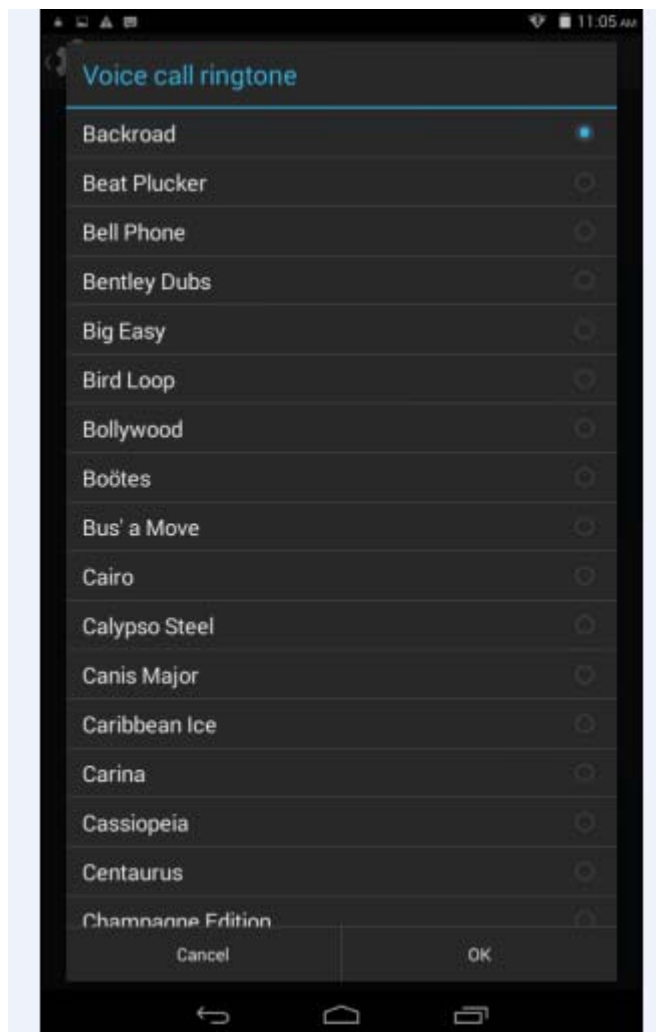 11:05 AM
Voice call ringtone
Backroad
Beat Plucker
Bell Phone
Bentley Dubs
Big Easy
Bird Loop
Bollywood
Boötes
Bus' a Move
Cairo
Calypso Steel
Canis Major
Caribbean Ice
Carina
Cassiopeia
Centaurus
Champagne Edition
Cancel OK